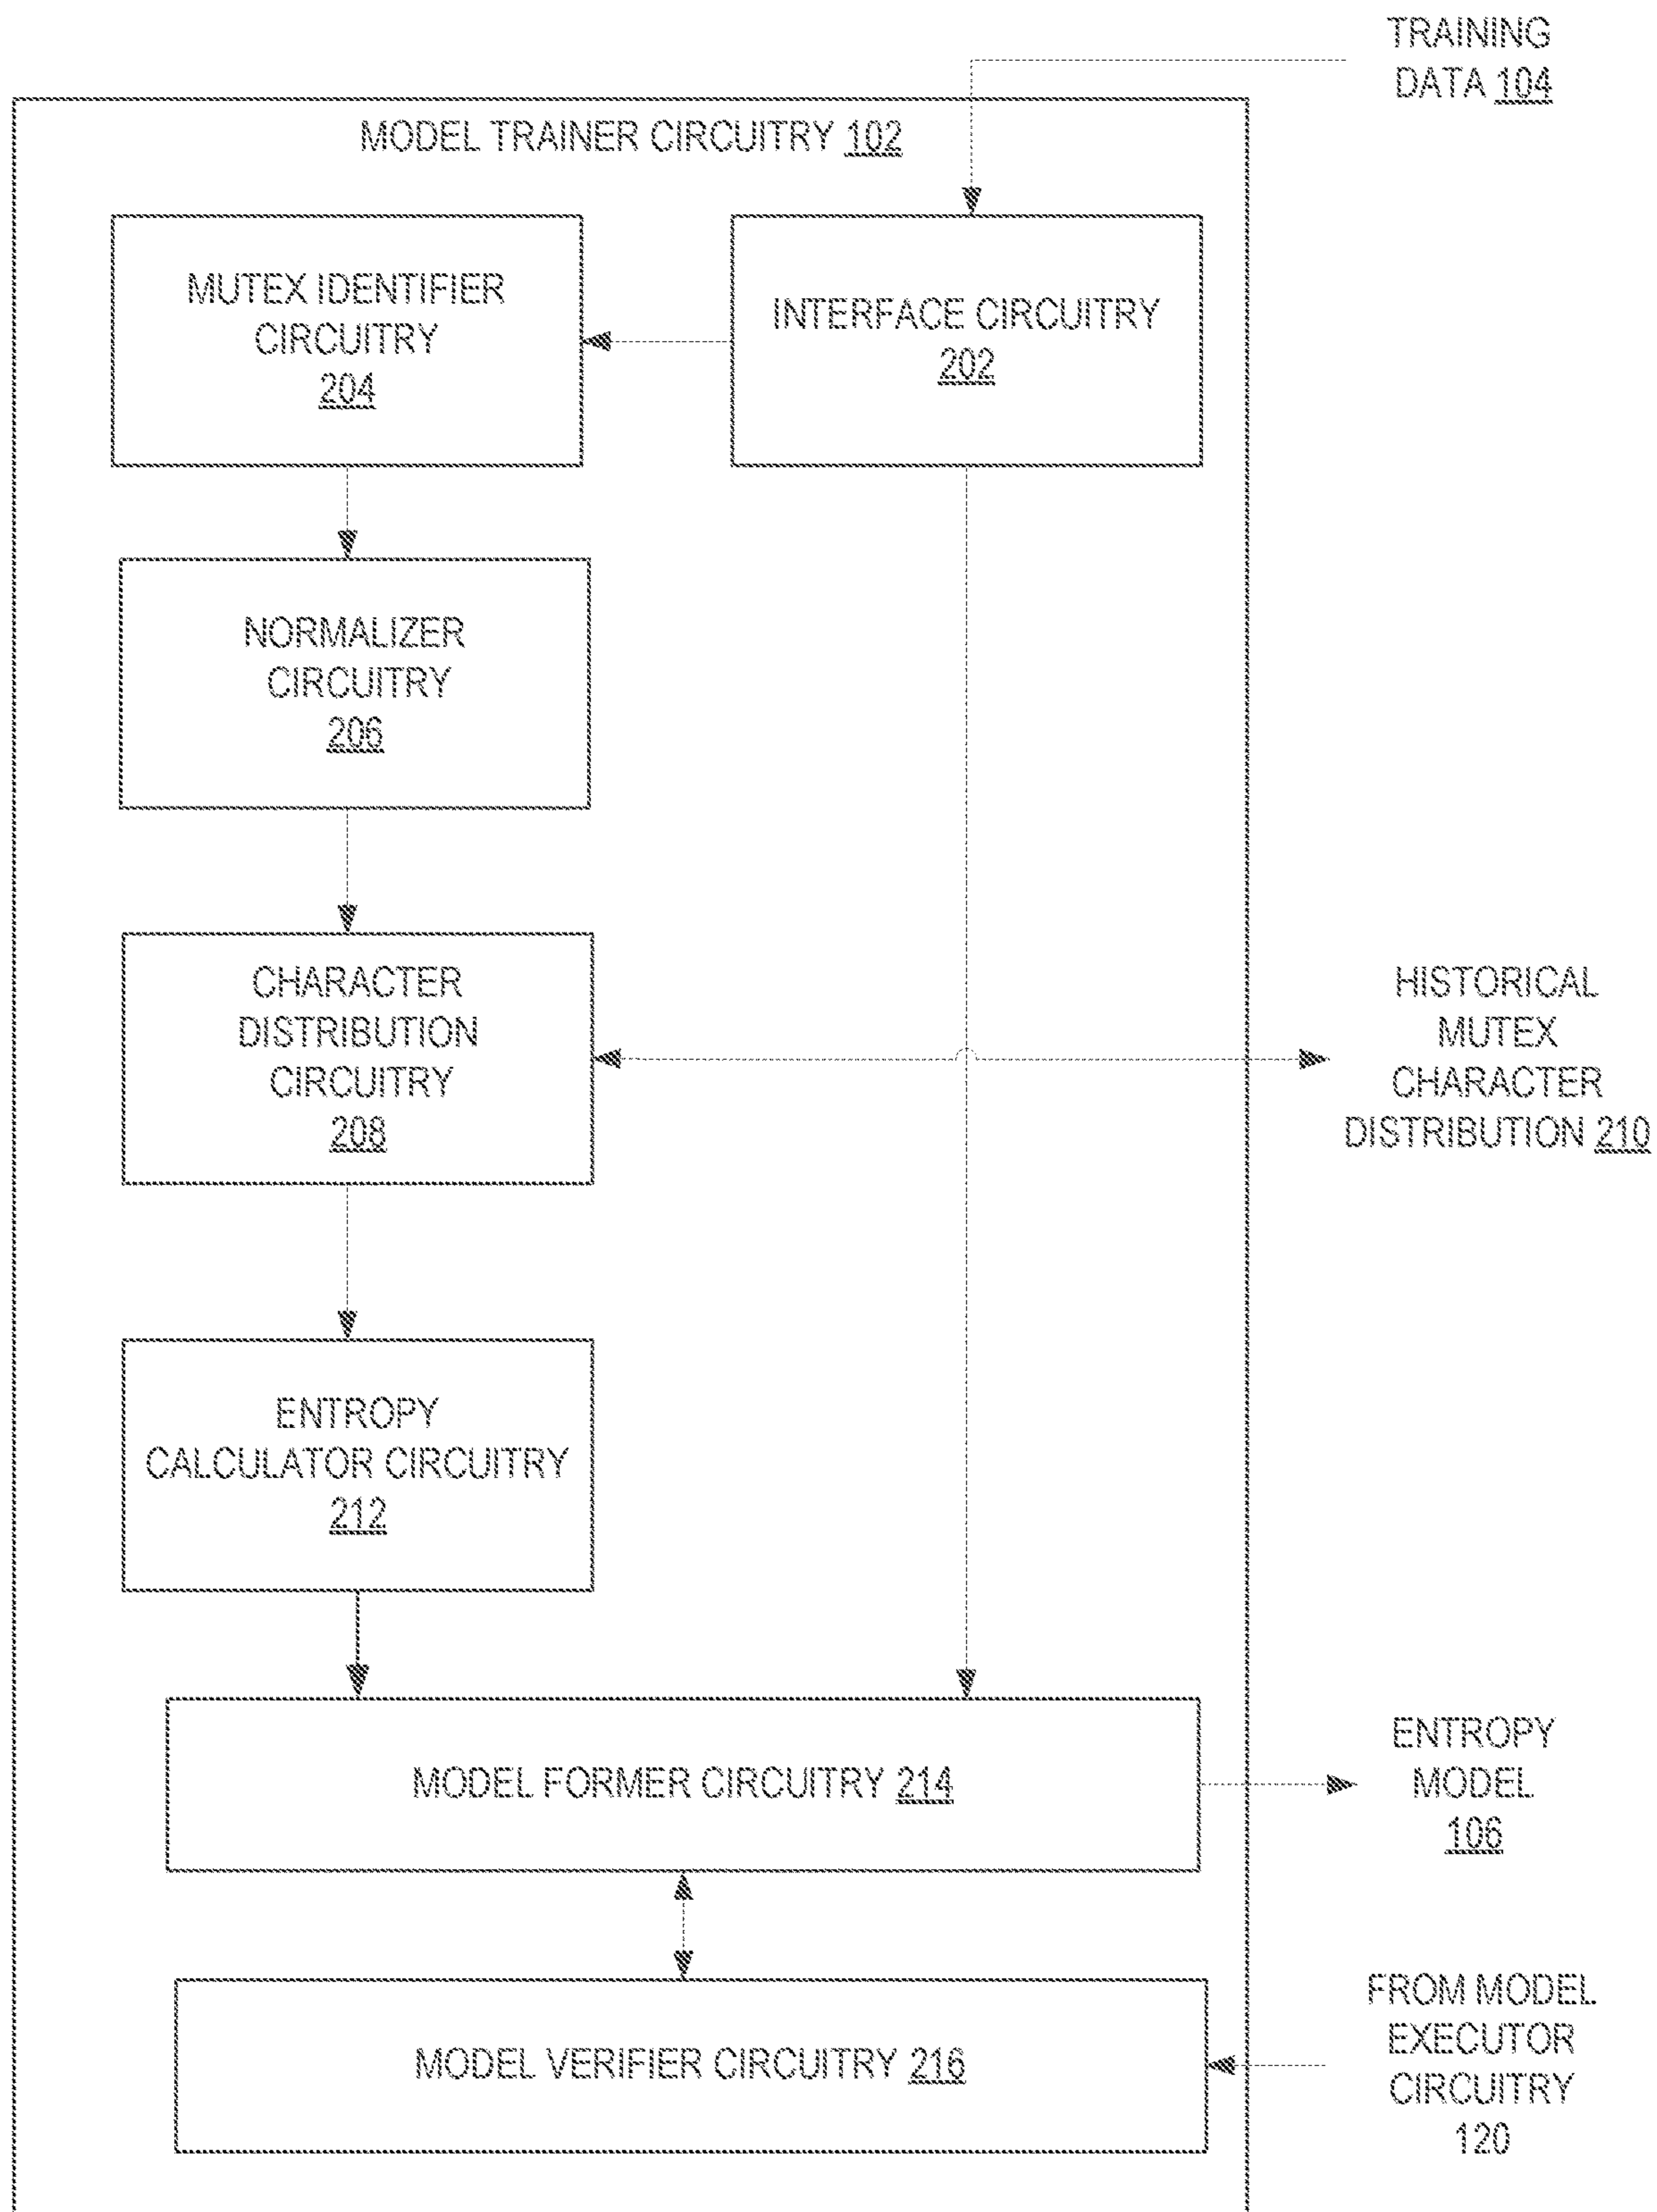 TRAINING
DATA 104
MODEL TRAINER CIRCUITRY 102
MUTEX IDENTIFIER
CIRCUITRY
204
INTERFACE CIRCUITRY
202
NORMALIZER
CIRCUITRY
206
CHARACTER
DISTRIBUTION
CIRCUITRY
208
HISTORICAL
MUTEX
CHARACTER
DISTRIBUTION 210
ENTROPY
CALCULATOR CIRCUITRY
212
MODEL FORMER CIRCUITRY 214
ENTROPY
MODEL
106
MODEL VERIFIER CIRCUITRY 216
FROM MODEL
EXECUTOR
CIRCUITRY
120